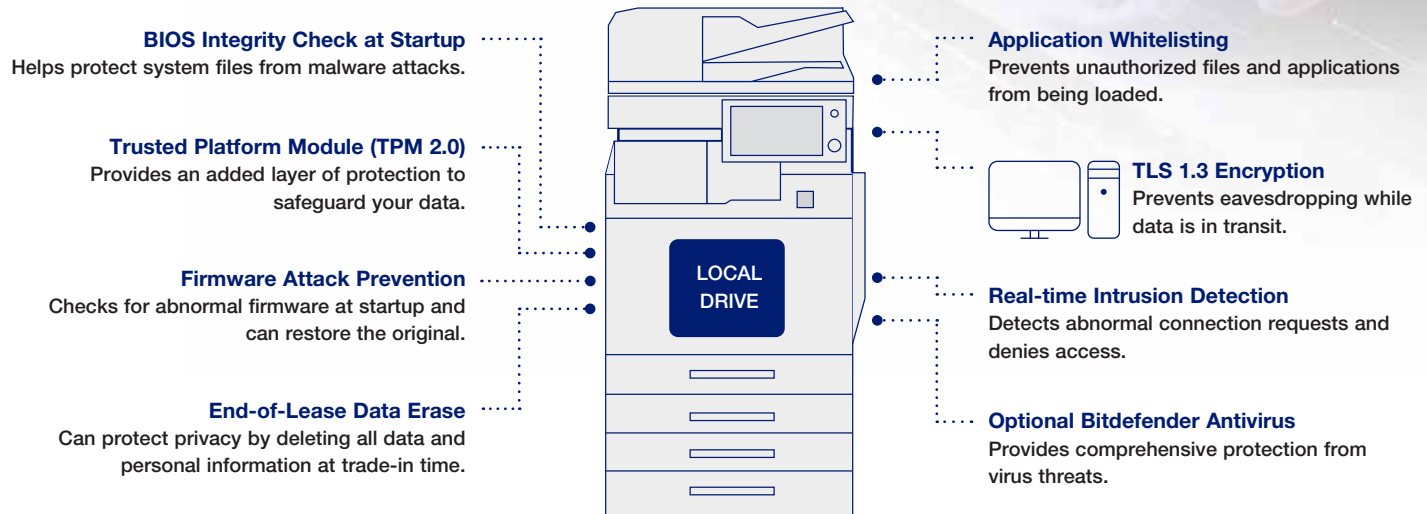 BIOS Integrity Check at Startup
Helps protect system files from malware attacks.
Trusted Platform Module (TPM 2.0)
Provides an added layer of protection to
safeguard your data.
Firmware Attack Prevention
Checks for abnormal firmware at startup and
can restore the original.
End-of-Lease Data Erase
Can protect privacy by deleting all data and
personal information at trade-in time.
LOCAL
DRIVE
Application Whitelisting
Prevents unauthorized files and applications
from being loaded.
TLS 1.3 Encryption
Prevents eavesdropping while
data is in transit.
Real-time Intrusion Detection
Detects abnormal connection requests and
denies access.
Optional Bitdefender Antivirus
Provides comprehensive protection from
virus threats.